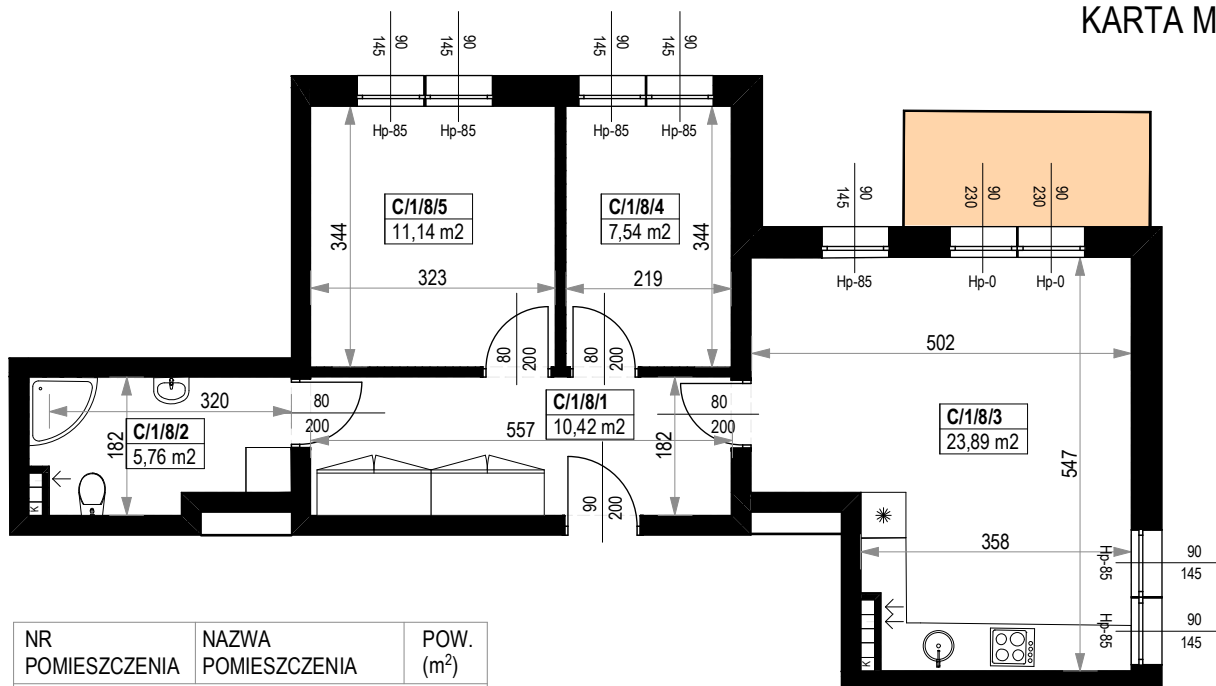 KARTA M
145 90 145 90 145 90 145 90
Hp-85 Hp-85 Hp-85 Hp-85
145 90 230 90 230 90
C/1/8/5
11,14 m2
C/1/8/4
7,54 m2
344 344
323 219
Hp-85 Hp-0 Hp-0
502
80 200 80 200
320
80
200
C/1/8/2
5,76 m2
182
557
C/1/8/1
10,42 m2
182
80
200
C/1/8/3
23,89 m2
547
90 200
358
K
K
Hp-85
90
145
Hp-85
90
145
NR POMIESZCZENIA
NAZWA POMIESZCZENIA
POW. (m²)